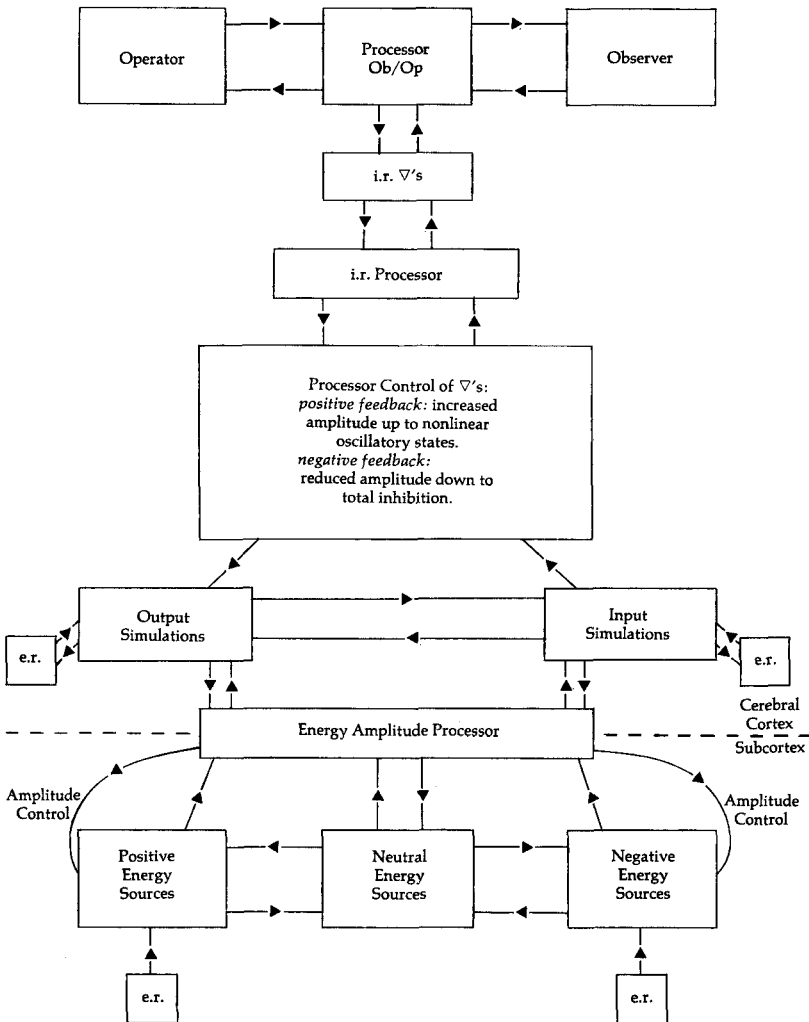 Operator
Processor
Ob/Op
Observer
i.r. ▽'s
i.r. Processor
Processor Control of ▽'s:
positive feedback: increased
amplitude up to nonlinear
oscillatory states.
negative feedback:
reduced amplitude down to
total inhibition.
Output
Simulations
Input
Simulations
e.r.
e.r.
Cerebral
Cortex
Energy Amplitude Processor
Subcortex
Amplitude
Control
Amplitude
Control
Positive
Energy
Sources
Neutral
Energy
Sources
Negative
Energy
Sources
e.r.
e.r.